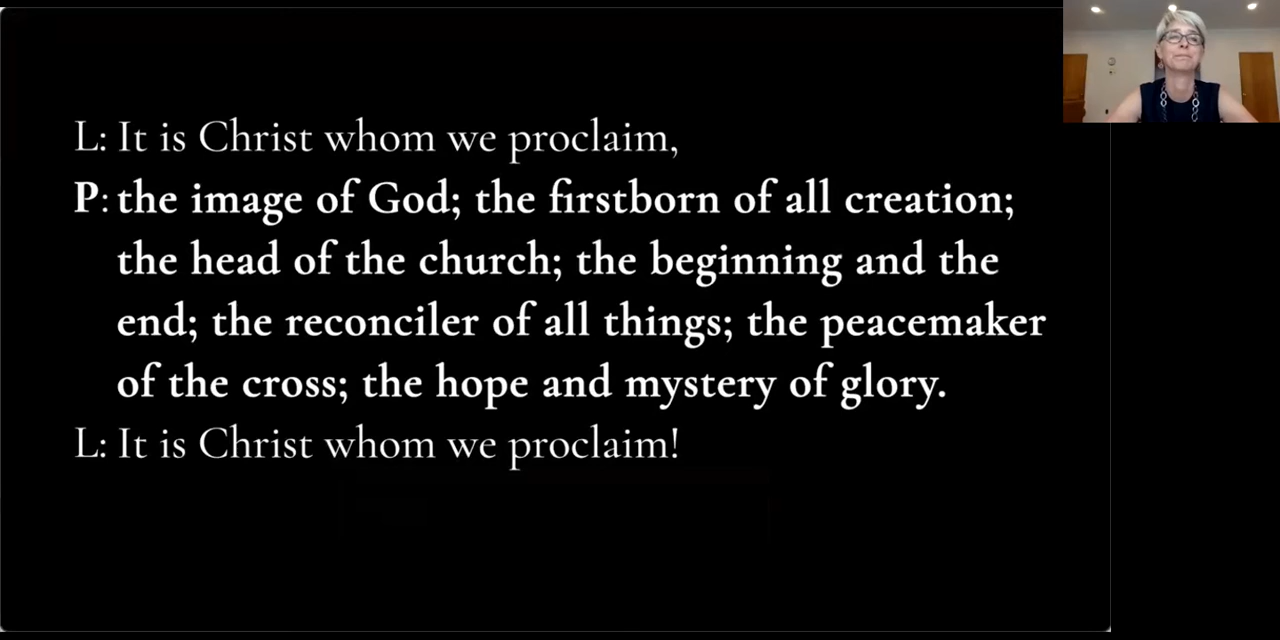 L: It is Christ whom we proclaim,
P: the image of God; the firstborn of all creation;
the head of the church; the beginning and the
end; the reconciler of all things; the peacemaker
of the cross; the hope and mystery of glory.
L: It is Christ whom we proclaim!